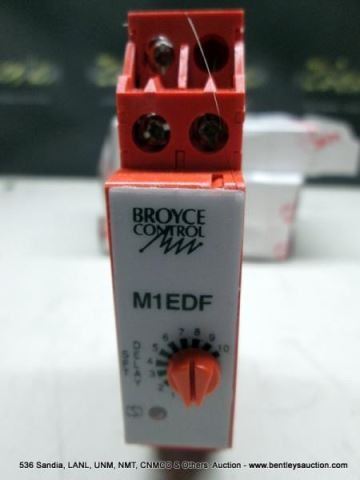 BROYCE
CONTROL
M1EDF
SET
DELAY
1
2
3
4
5
6
7
8
9
10
536 Sandia, LANL, UNM, NMT, CNMOB & Others Auction - www.bentleysauction.com